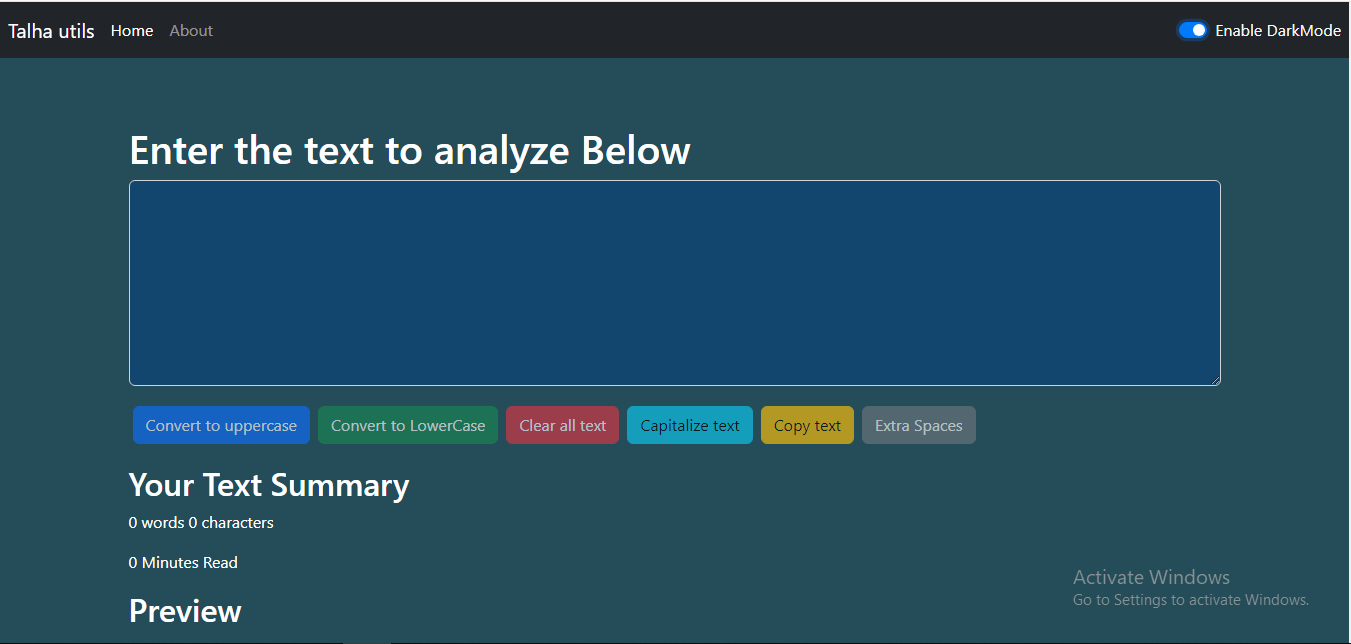 Talha utils Home About Enable DarkMode
Enter the text to analyze Below
Convert to uppercase Convert to LowerCase Clear all text Capitalize text Copy text Extra Spaces
Your Text Summary
0 words 0 characters
0 Minutes Read
Activate Windows
Go to Settings to activate Windows.
Preview